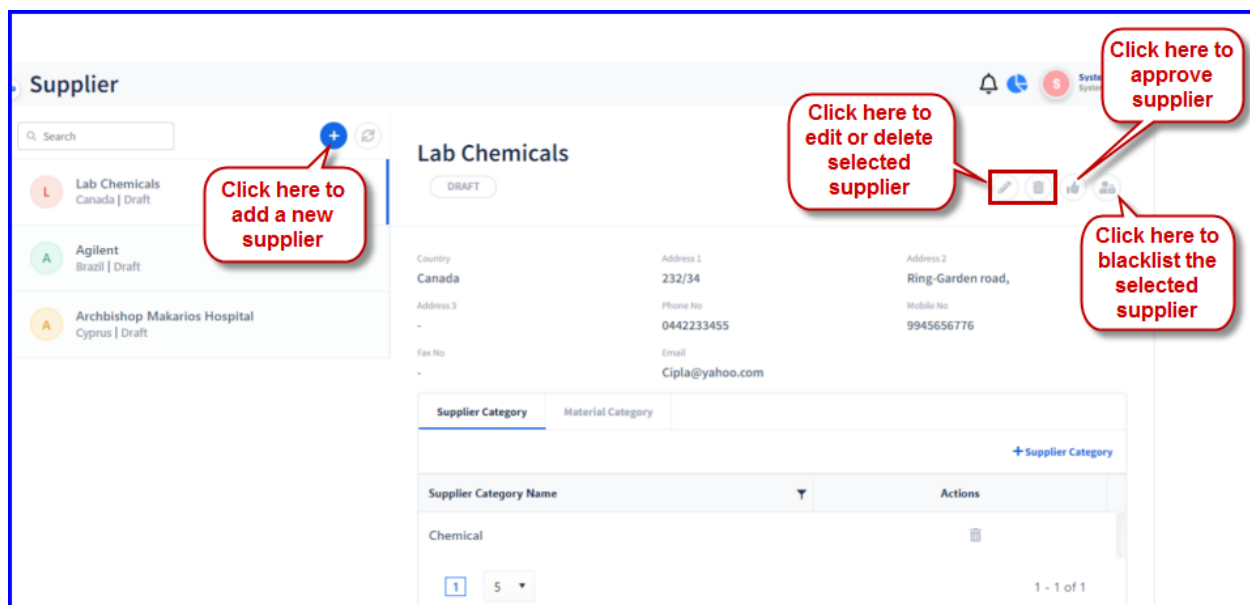 Supplier
S
Syste
Syste
Click here to
approve
supplier
Search
+
Click here to
edit or delete
selected
supplier
Lab Chemicals
DRAFT
L
Lab Chemicals
Canada | Draft
Click here to
add a new
supplier
A
Agilent
Brazil | Draft
A
Archbishop Makarios Hospital
Cyprus | Draft
Click here to
blacklist the
selected
supplier
Country
Address 1
Address 2
Canada
232/34
Ring-Garden road,
Address 3
Phone No
Mobile No
-
0442233455
9945656776
Fax No
Email
-
Cipla@yahoo.com
Supplier Category
Material Category
+ Supplier Category
Supplier Category Name
Actions
Chemical
1
5
1 - 1 of 1